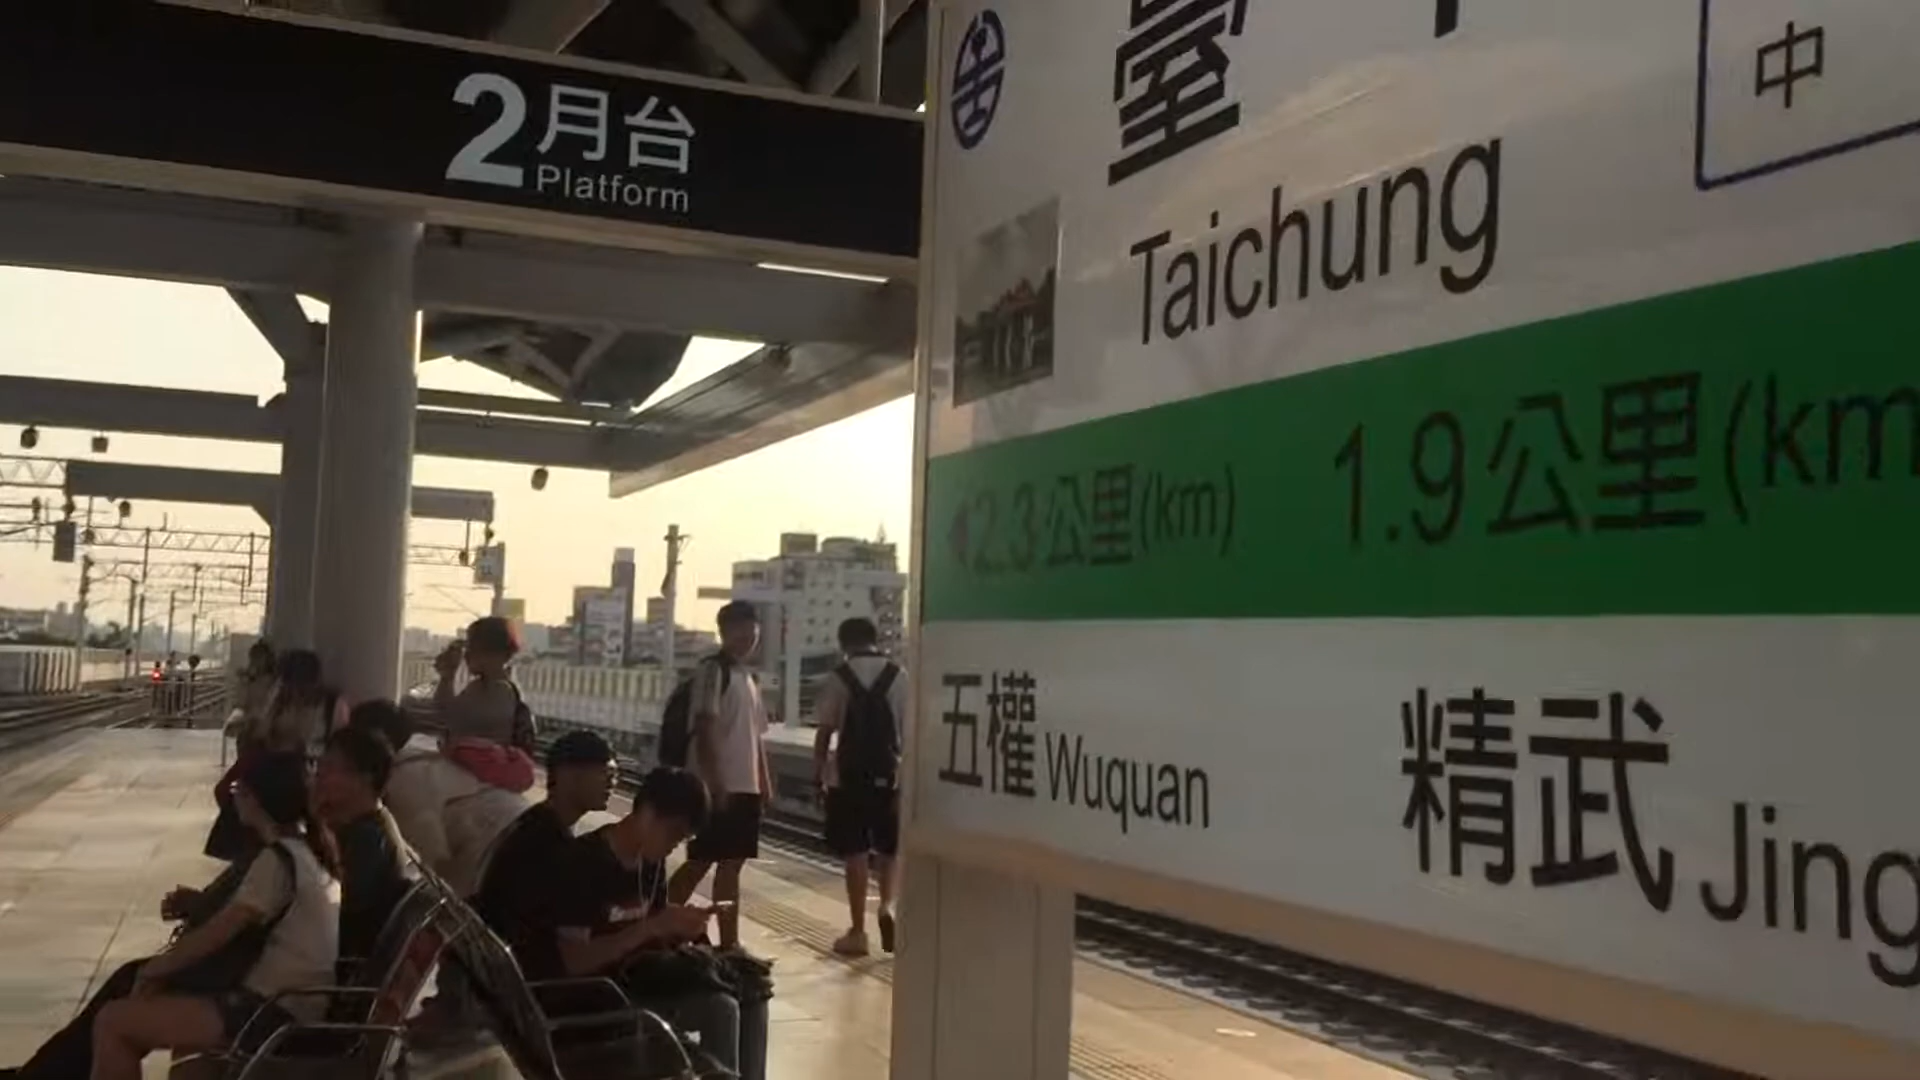 2月台
Platform
臺
中
Taichung
2.3公里(km)
1.9公里(km
五權 Wuquan
精武 Jing